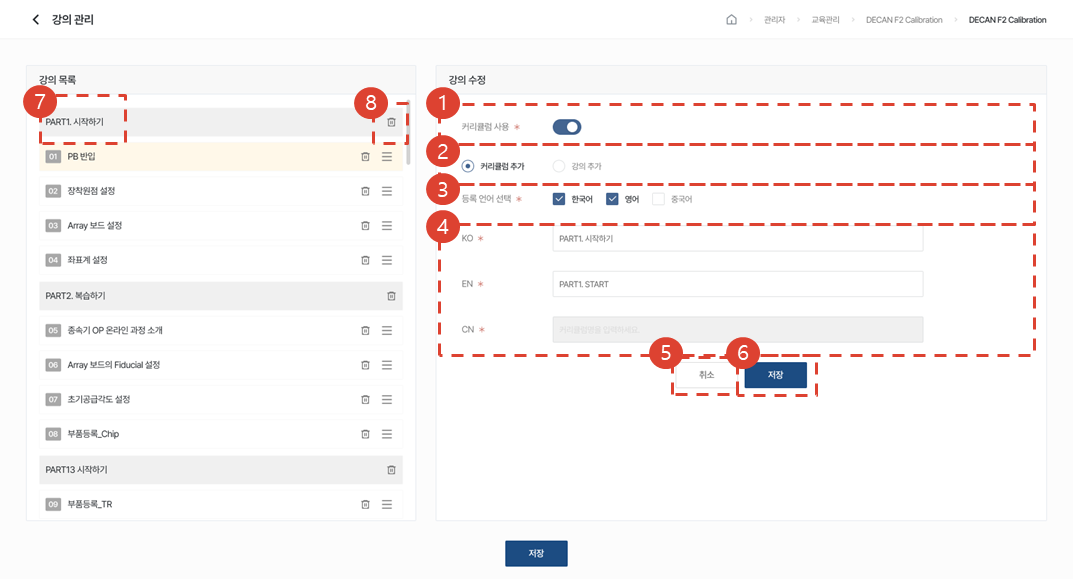 강의 관리
관리자
교육관리
DECAN F2 Calibration
DECAN F2 Calibration
강의 목록
7
8
PART1. 시작하기
01 PB 반입
02 장착원점 설정
03 Array 보드 설정
04 좌표계 설정
PART2. 복습하기
05 종속기 OP 온라인 과정 소개
06 Array 보드의 Fiducial 설정
07 초기공급각도 설정
08 부품등록_Chip
PART13 시작하기
09 부품등록_TR
강의 수정
1
커리큘럼 사용 *
2
커리큘럼 추가 강의 추가
3
등록 언어 선택 * 한국어 영어 중국어
4
KO * PART1. 시작하기
EN * PART1. START
CN * 커리큘럼명을 입력하세요.
5
6
취소 저장
저장